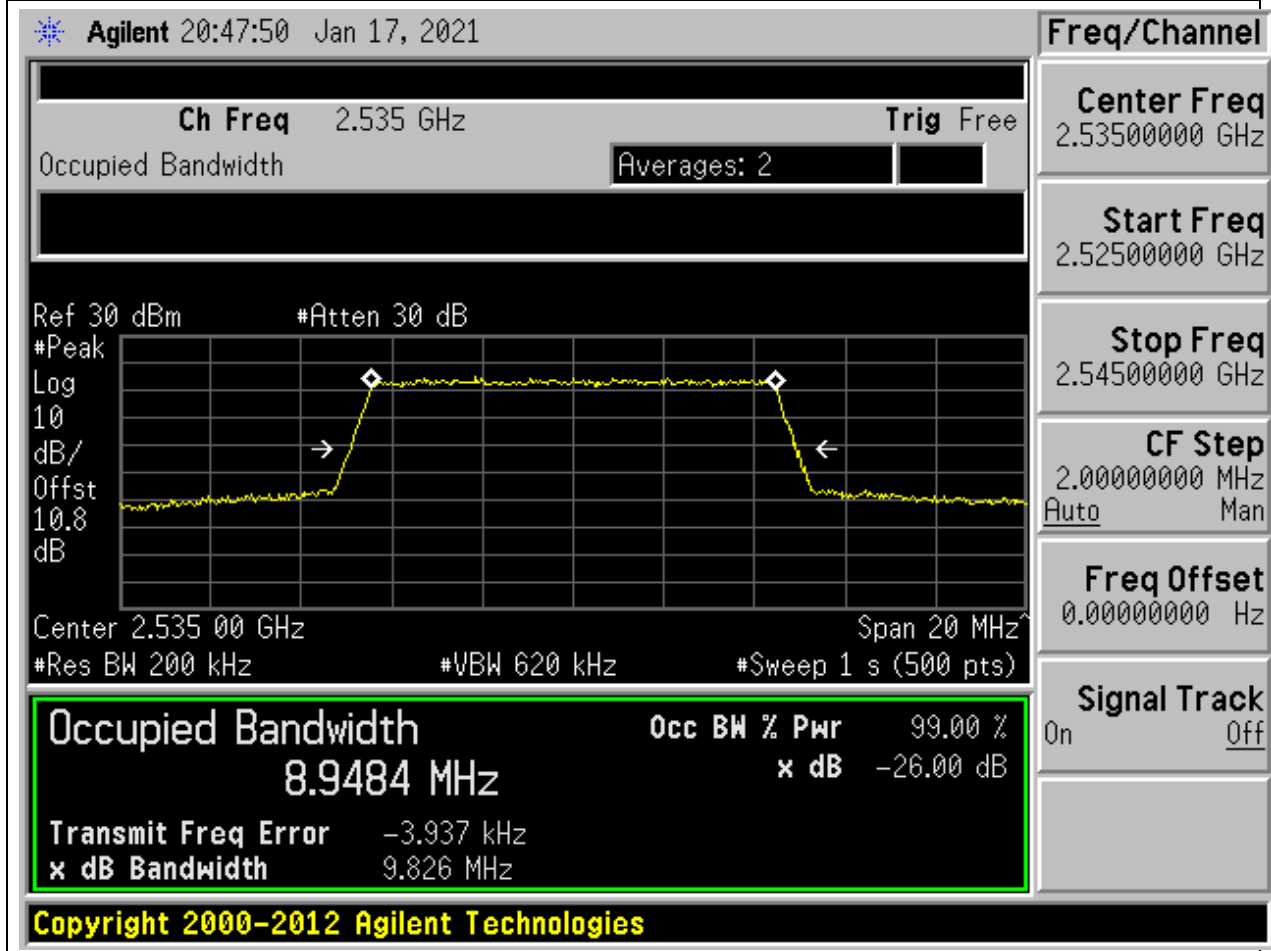 Agilent 20:47:50 Jan 17, 2021
Ch Freq 2.535 GHz Trig Free
Occupied Bandwidth Averages: 2
Ref 30 dBm #Atten 30 dB
#Peak
Log
10
dB/
Offst
10.8
dB
Center 2.535 00 GHz Span 20 MHz^
#Res BW 200 kHz #VBW 620 kHz #Sweep 1 s (500 pts)
Occupied Bandwidth
8.9484 MHz
Occ BW % Pwr 99.00 %
x dB -26.00 dB
Transmit Freq Error -3.937 kHz
x dB Bandwidth 9.826 MHz
Copyright 2000-2012 Agilent Technologies
Freq/Channel
Center Freq
2.53500000 GHz
Start Freq
2.52500000 GHz
Stop Freq
2.54500000 GHz
CF Step
2.00000000 MHz
Auto Man
Freq Offset
0.00000000 Hz
Signal Track
On Off